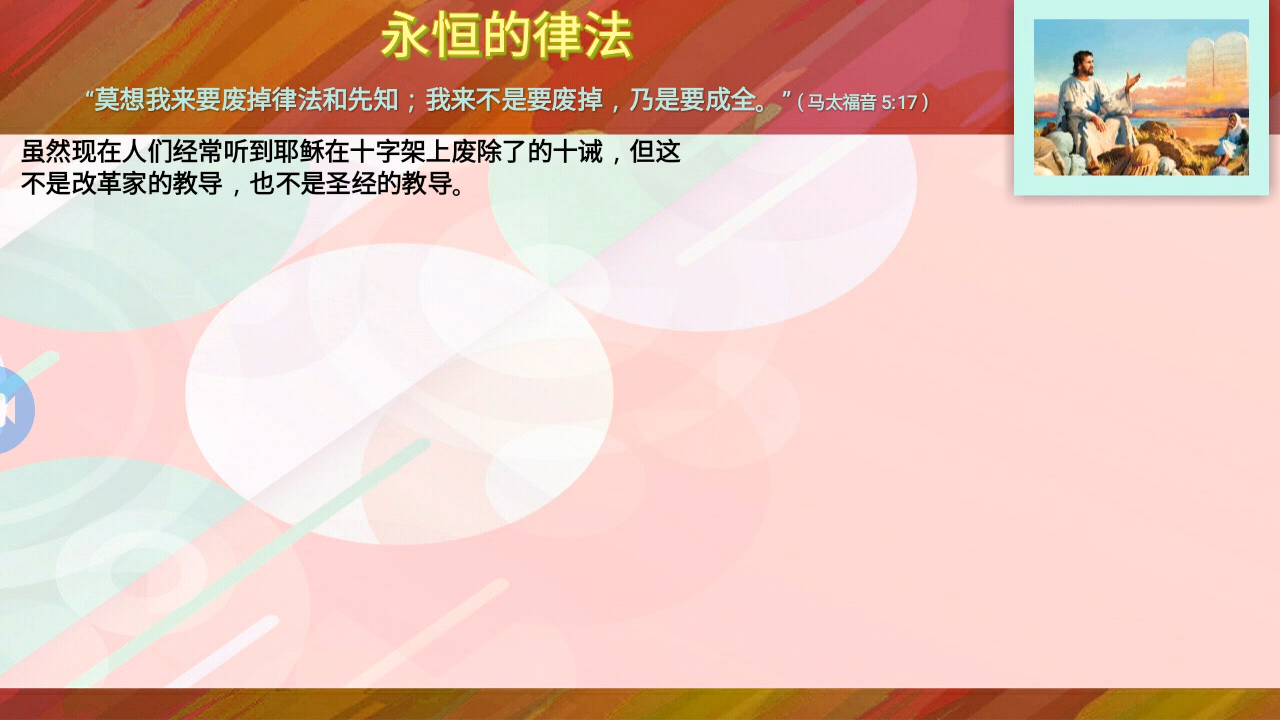 永恒的律法
“莫想我来要废掉律法和先知；我来不是要废掉，乃是要成全。”（马太福音 5:17）
虽然现在人们经常听到耶稣在十字架上废除了的十诫，但这
不是改革家的教导，也不是圣经的教导。